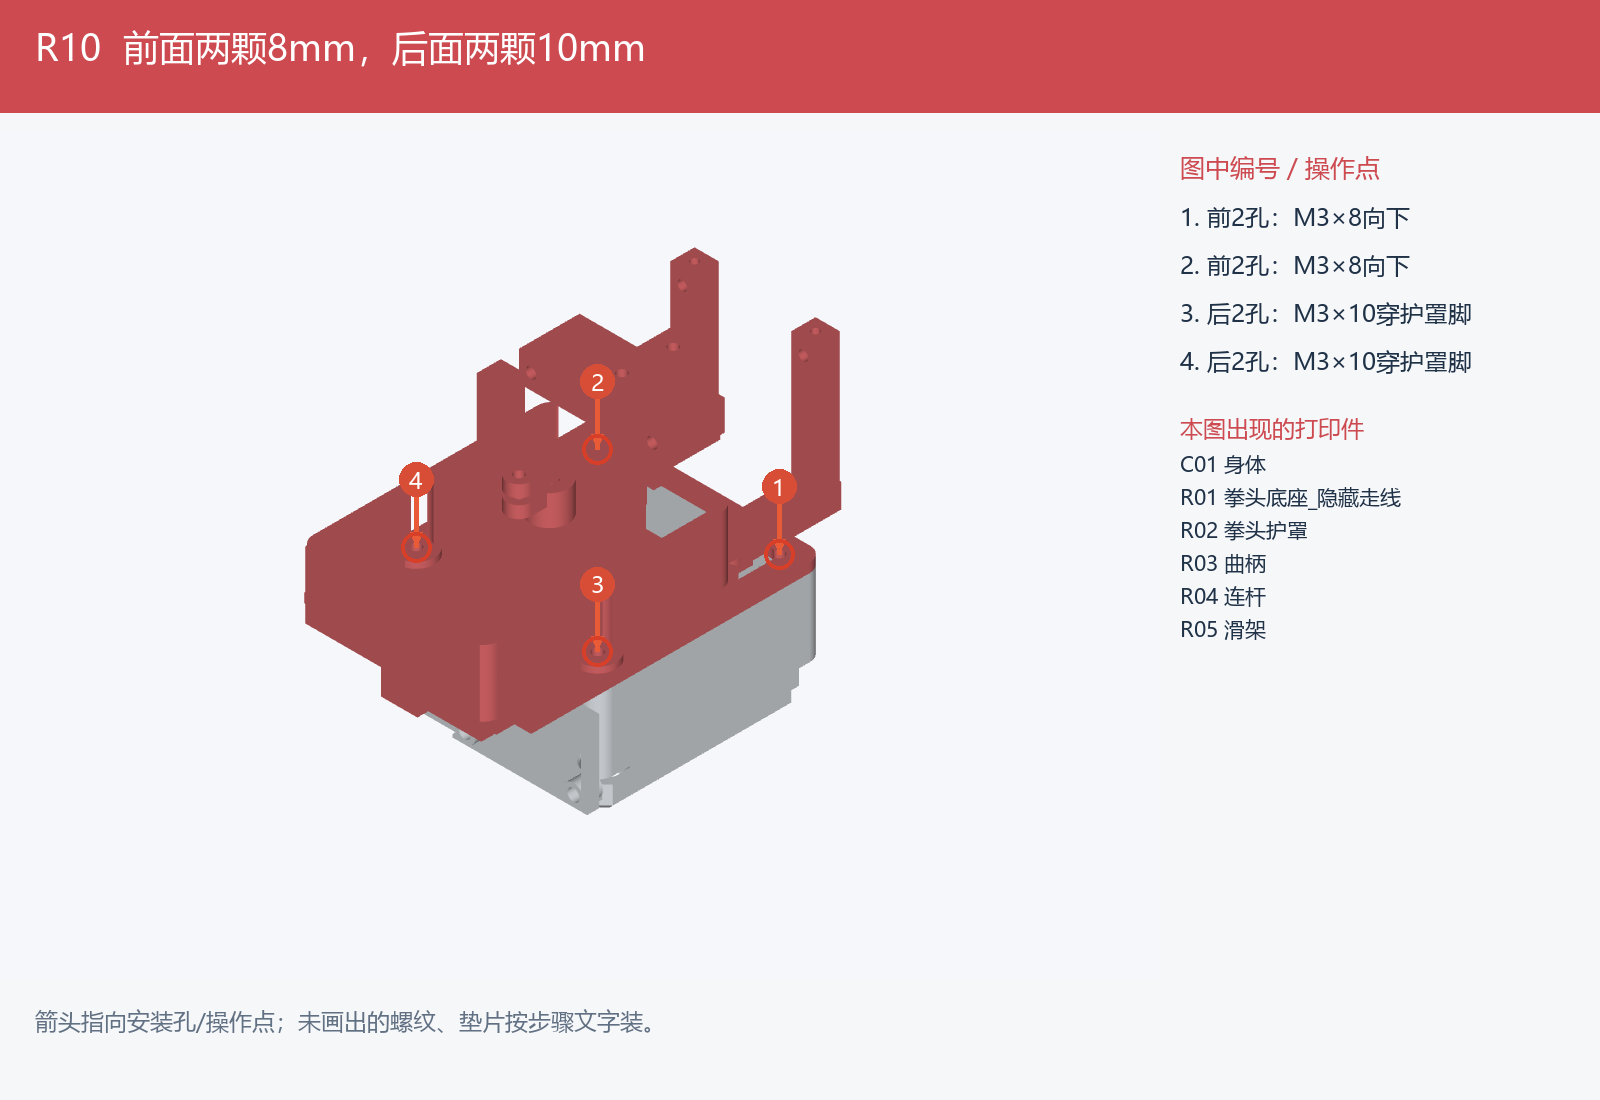 R10 前面两颗8mm，后面两颗10mm
图中编号 / 操作点
1. 前2孔：M3×8向下
2. 前2孔：M3×8向下
3. 后2孔：M3×10穿护罩脚
4. 后2孔：M3×10穿护罩脚
本图出现的打印件
C01 身体
R01 拳头底座_隐藏走线
R02 拳头护罩
R03 曲柄
R04 连杆
R05 滑架
2
4
1
3
箭头指向安装孔/操作点；未画出的螺纹、垫片按步骤文字装。